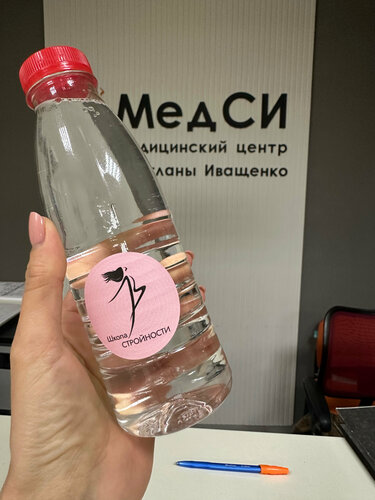 МедСИ
дицинский центр
ланы Иващенко
Школа
СТРОЙНОСТИ